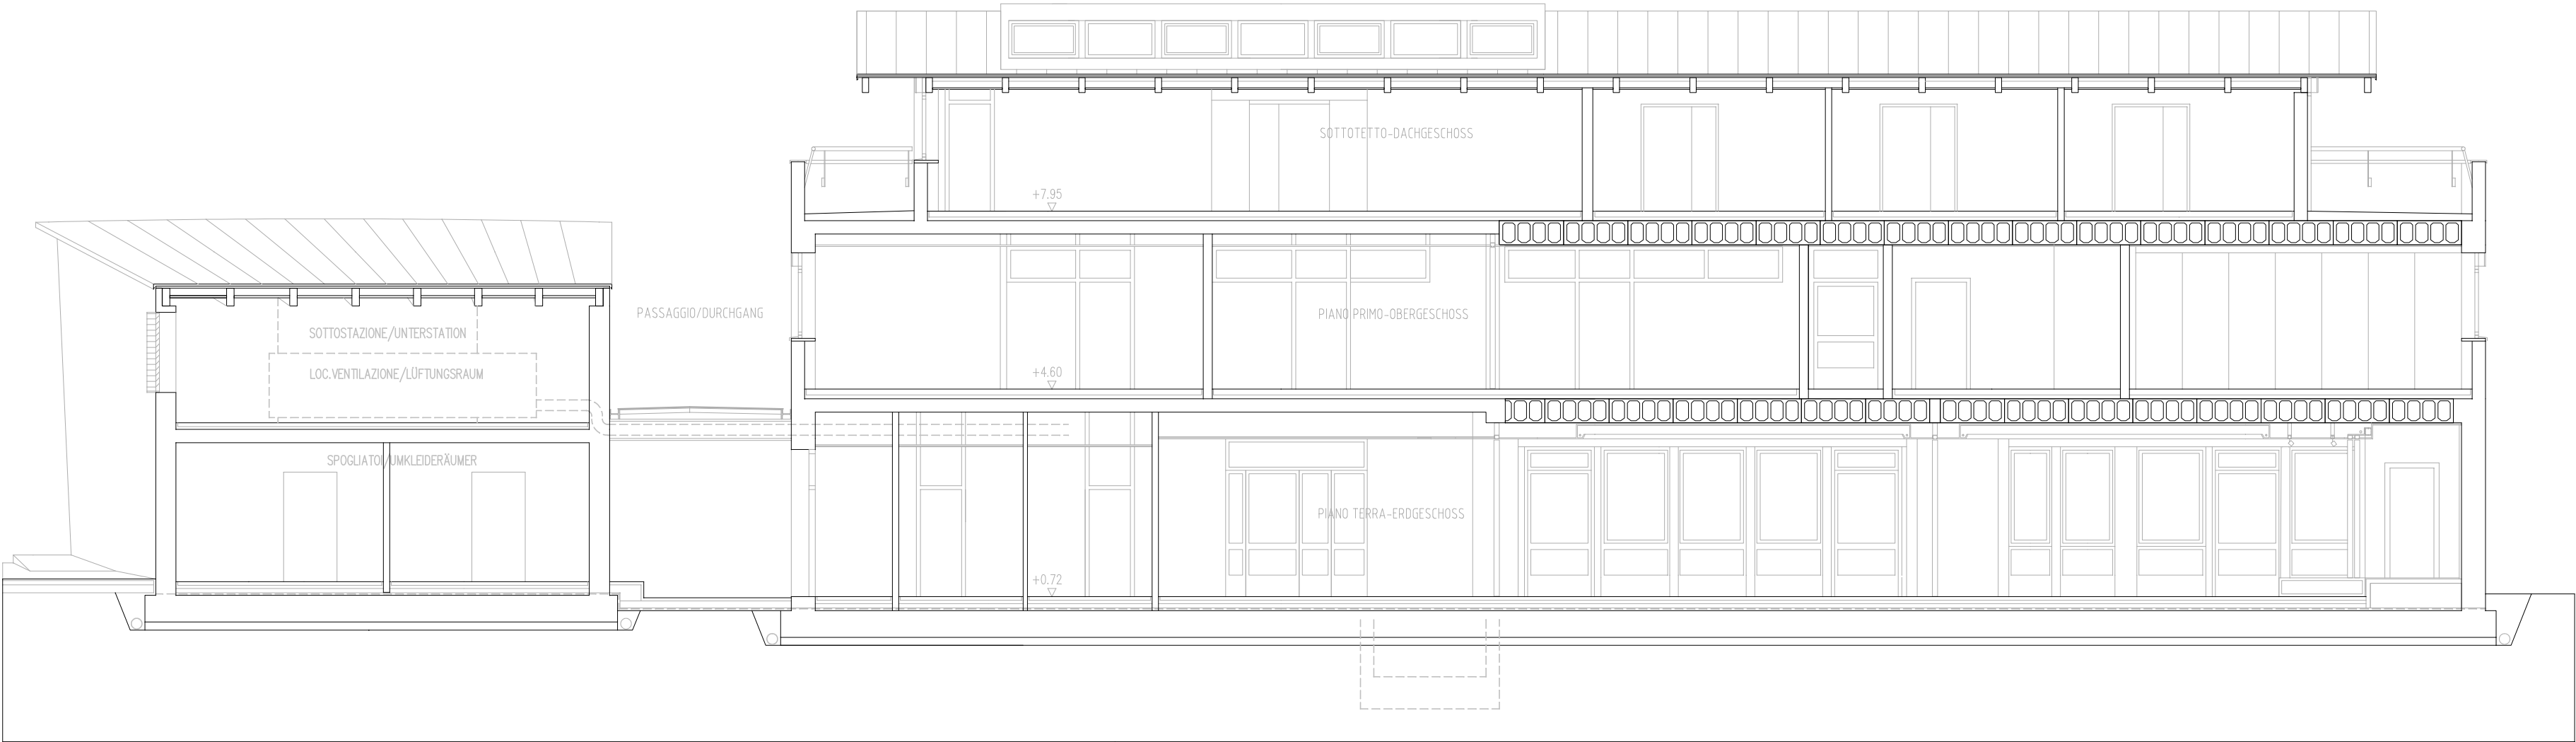 SOTTOTETTO-DACHGESCHOSS
+7.95
PASSAGGIO/DURCHGANG
PIANO PRIMO-OBERGESCHOSS
SOTTOSTAZIONE/UNTERSTATION
LOC.VENTILAZIONE/LÜFTUNGSRAUM
+4.60
SPOGLIATOI/UMKLEIDERÄUMER
PIANO TERRA-ERDGESCHOSS
+0.72